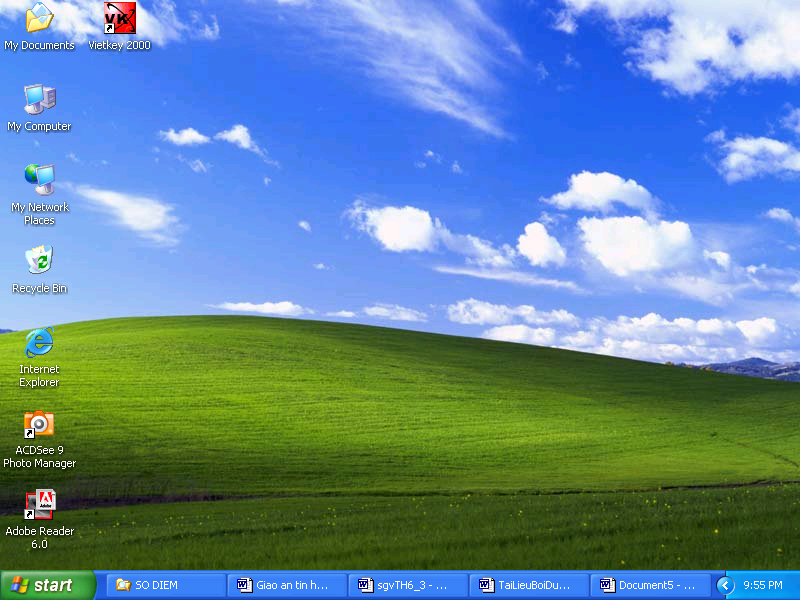 My Documents
Vietkey 2000
My Computer
My Network
Places
Recycle Bin
Internet
Explorer
ACDSee 9
Photo Manager
Adobe Reader
6.0
start
SO DIEM
Giao an tin h...
sgvTH6_3 - ...
TaiLieuBoiDu...
Document5 - ...
9:55 PM